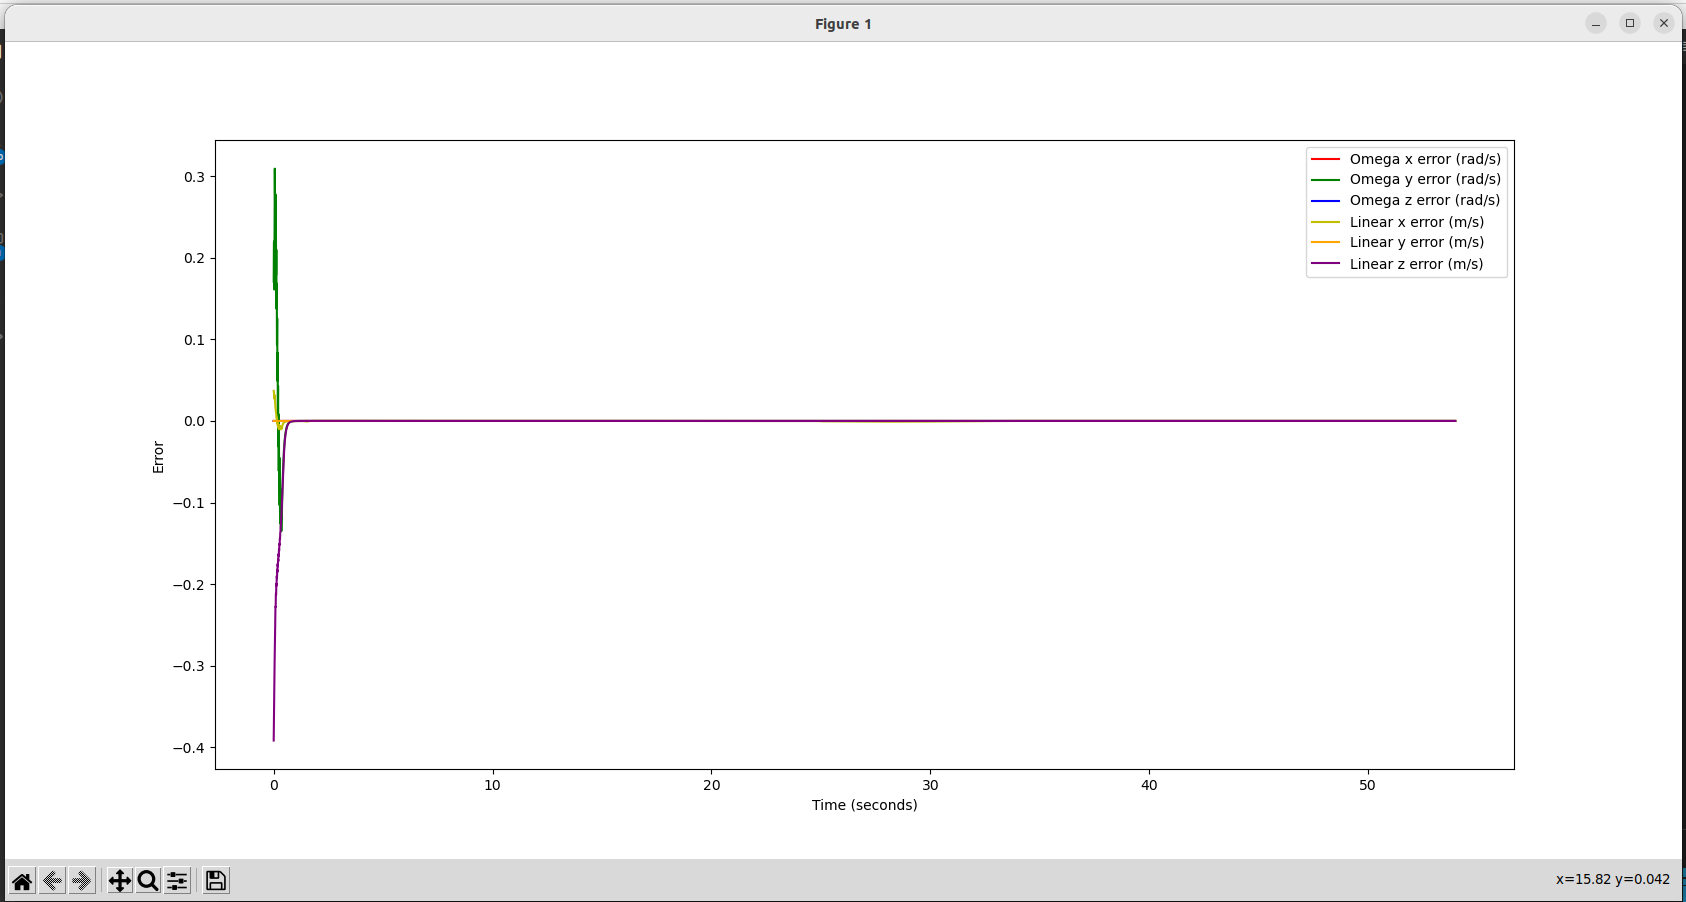 Figure 1
0.3
0.2
0.1
0.0
−0.1
−0.2
−0.3
−0.4
Error
Omega x error (rad/s)
Omega y error (rad/s)
Omega z error (rad/s)
Linear x error (m/s)
Linear y error (m/s)
Linear z error (m/s)
0 10 20 30 40 50
Time (seconds)
x=15.82 y=0.042